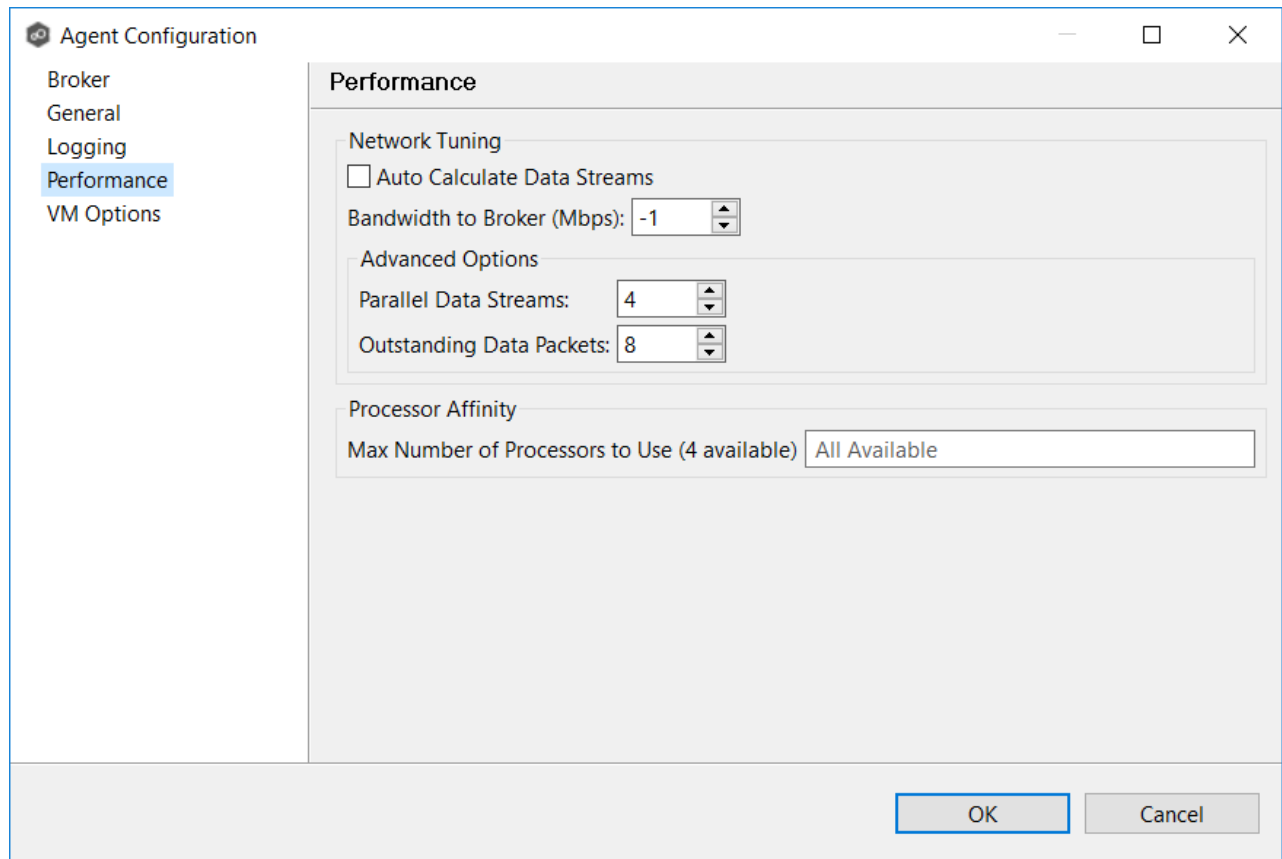 Agent Configuration
Broker
General
Logging
Performance
VM Options
Performance
Network Tuning
Auto Calculate Data Streams
Bandwidth to Broker (Mbps): -1
Advanced Options
Parallel Data Streams: 4
Outstanding Data Packets: 8
Processor Affinity
Max Number of Processors to Use (4 available) All Available
OK Cancel